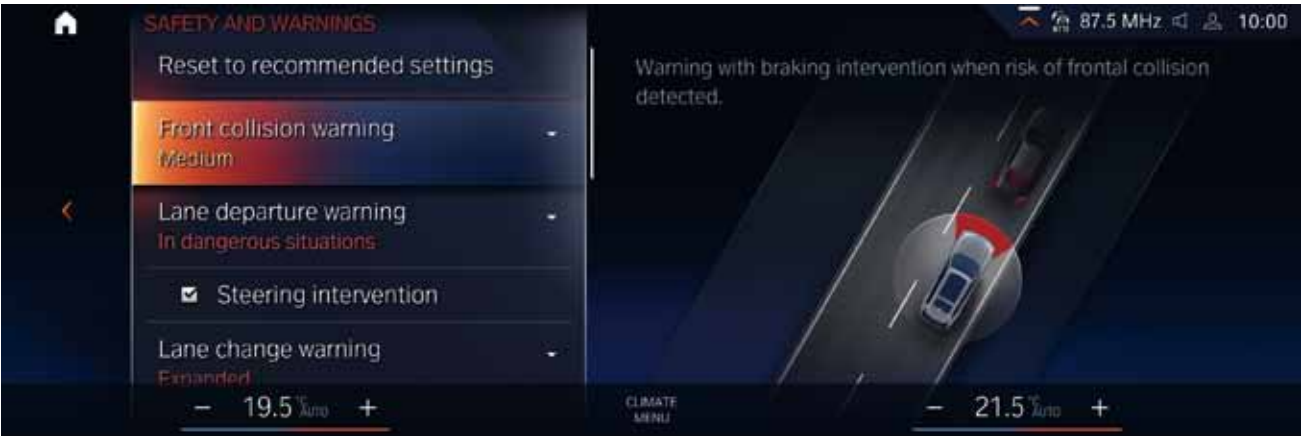 SAFETY AND WARNINGS
87.5 MHz
10:00
Reset to recommended settings
Front collision warning
Medium
Lane departure warning
In dangerous situations
Steering intervention
Lane change warning
Expanded
Warning with braking intervention when risk of frontal collision
detected.
- 19.5 °C AUTO +
CLIMATE
MENU
- 21.5 °C AUTO +